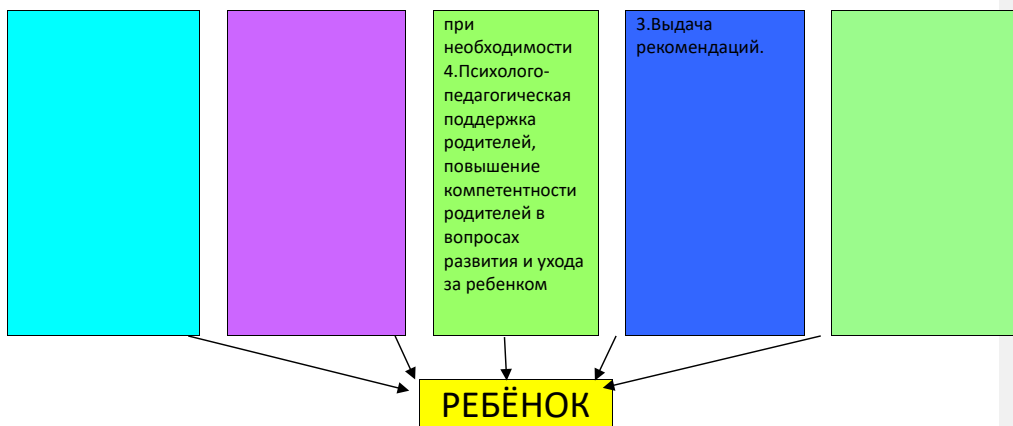 при
необходимости
4.Психолого-
педагогическая
поддержка
родителей,
повышение
компетентности
родителей в
вопросах
развития и ухода
за ребенком
3.Выдача
рекомендаций.
РЕБЁНОК